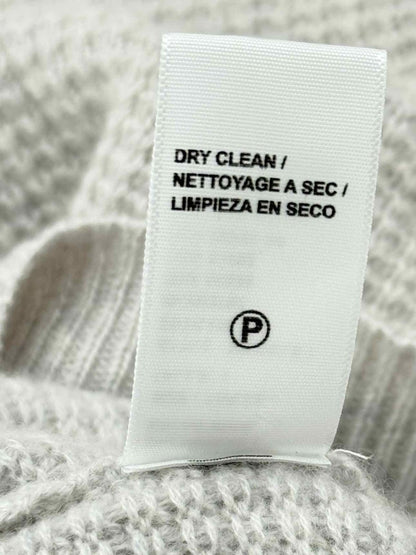 DRY CLEAN /
NETTOYAGE A SEC /
LIMPIEZA EN SECO
P